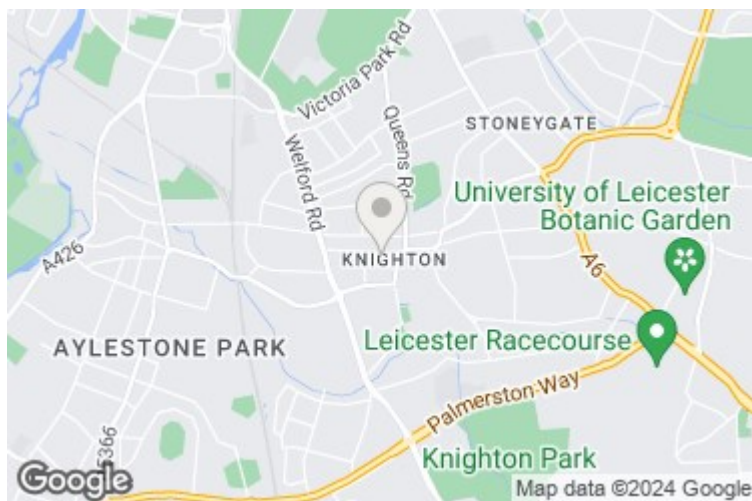 Victoria Park Rd
Queens Rd
STONEYGATE
Welford Rd
University of Leicester
Botanic Garden
A426
KNIGHTON
A6
AYLESTONE PARK
Leicester Racecourse
Palmerston Way
Knighton Park
Google
Map data ©2024 Google